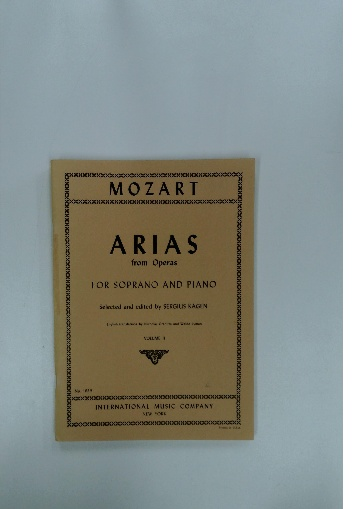 MOZART
ARIAS
from Operas
FOR SOPRANO AND PIANO
Selected and edited by SERGIUS KAGEN
VOLUME
INTERNATIONAL MUSIC COMPANY
NEW YORK